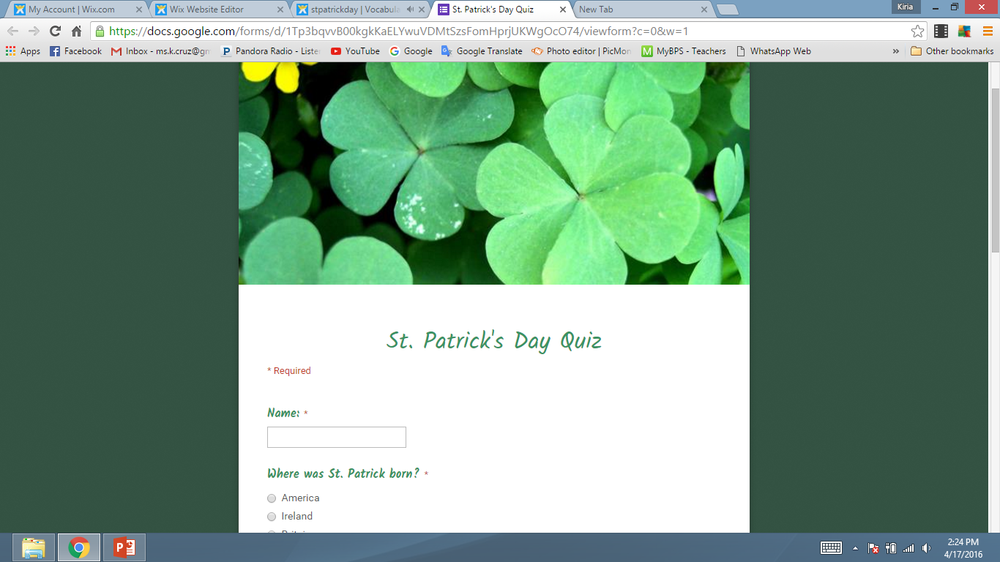 My Account | Wix.com
Wix Website Editor
stpatrickday | Vocabula
St. Patrick's Day Quiz
New Tab
Kiria
https://docs.google.com/forms/d/1Tp3bqvvB00kgkKaELYwuVDMtSzsFomHprjUKWgOcO74/viewform?c=0&w=1
Apps
Facebook
Inbox - ms.k.cruz@gm
Pandora Radio - Listen
YouTube
Google
Google Translate
Photo editor | PicMon
MyBPS - Teachers
WhatsApp Web
»
Other bookmarks
St. Patrick's Day Quiz
* Required
Name: *
Where was St. Patrick born? *
America
Ireland
2:24 PM
4/17/2016